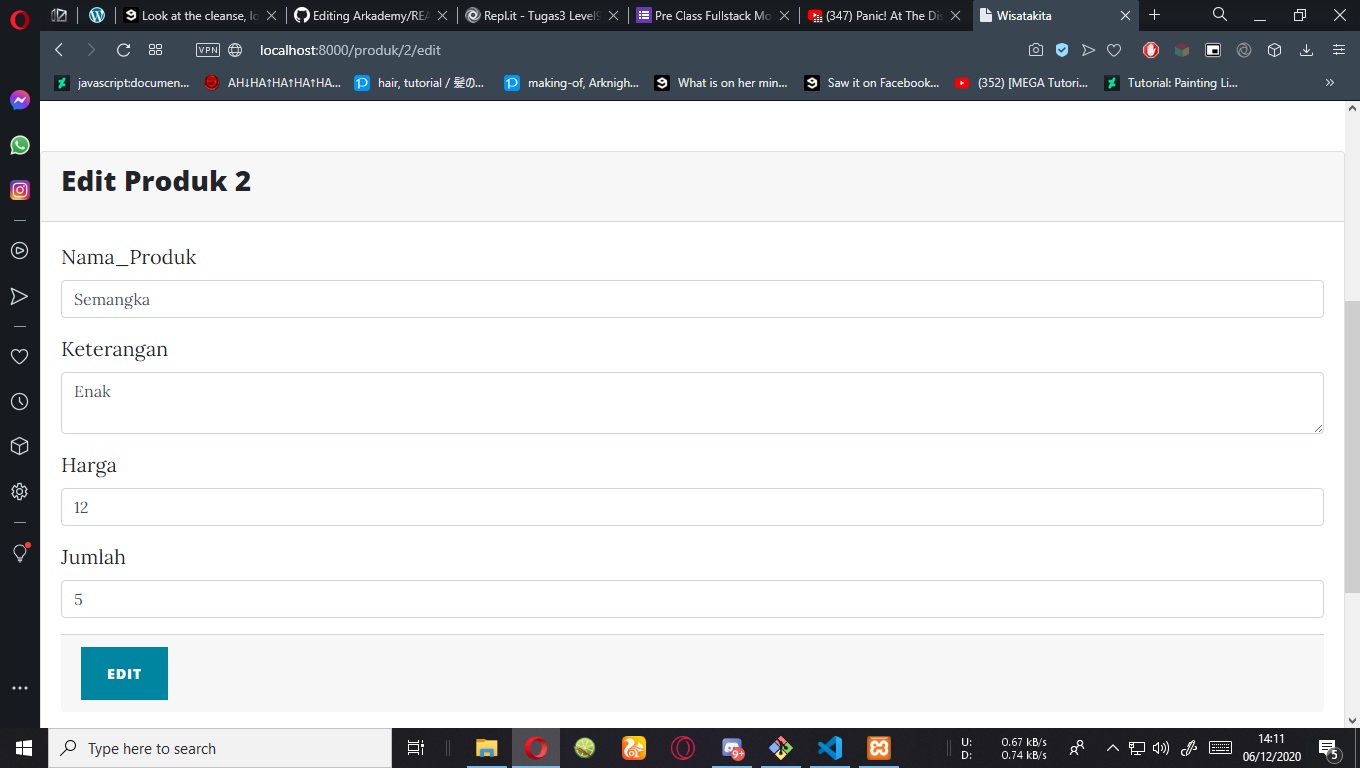 Look at the cleanse, lo
Editing Arkademy/REA
Repl.it - Tugas3 LevelS
Pre Class Fullstack Mo
(347) Panic! At The Dis
Wisatakita
VPN
localhost:8000/produk/2/edit
javascript:documen...
AH↓HA↑HA↑HA↑HA...
hair, tutorial / 髪の...
making-of, Arknigh...
What is on her min...
Saw it on Facebook...
(352) [MEGA Tutori...
Tutorial: Painting Li...
Edit Produk 2
Nama_Produk
Semangka
Keterangan
Enak
Harga
12
Jumlah
5
EDIT
Type here to search
9+
U: 0.67 kB/s
D: 0.74 kB/s
14:11
06/12/2020
5